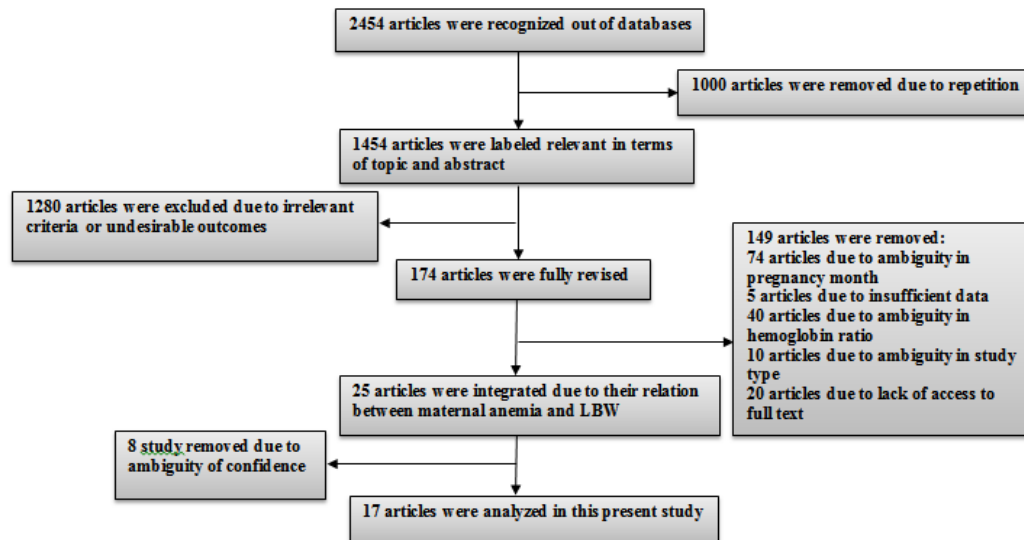 2454 articles were recognized out of databases
1000 articles were removed due to repetition
1454 articles were labeled relevant in terms
of topic and abstract
1280 articles were excluded due to irrelevant
criteria or undesirable outcomes
174 articles were fully revised
149 articles were removed:
74 articles due to ambiguity in
pregnancy month
5 articles due to insufficient data
40 articles due to ambiguity in
hemoglobin ratio
10 articles due to ambiguity in study
type
20 articles due to lack of access to
full text
25 articles were integrated due to their relation
between maternal anemia and LBW
8 study removed due to
ambiguity of confidence
17 articles were analyzed in this present study